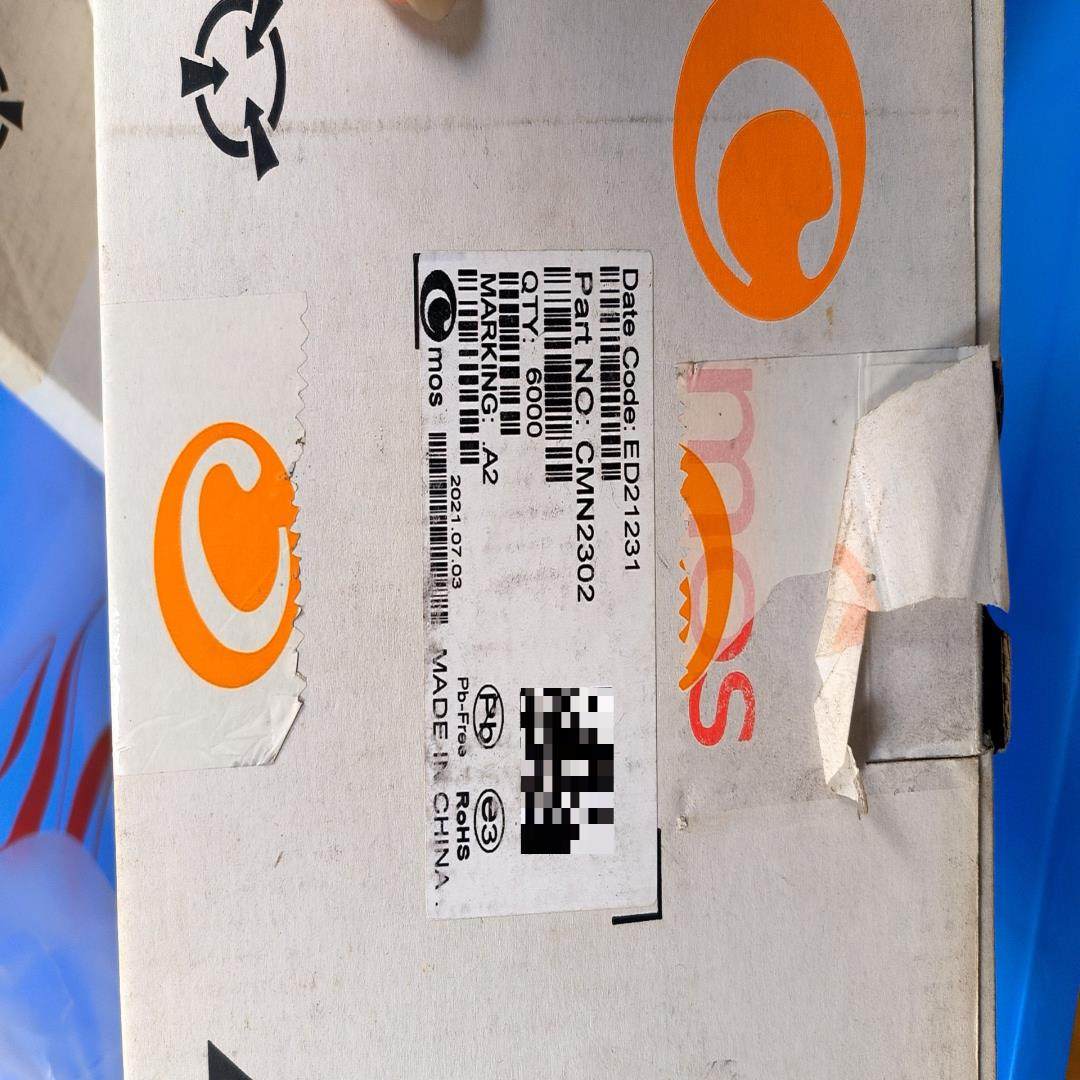 Date Code: ED21231
Part NO: CMN2302
QTY: 6000
MARKING: A2
mos
2021.07.03
Pb
e3
Pb-Free RoHS
MADE IN CHINA
mos